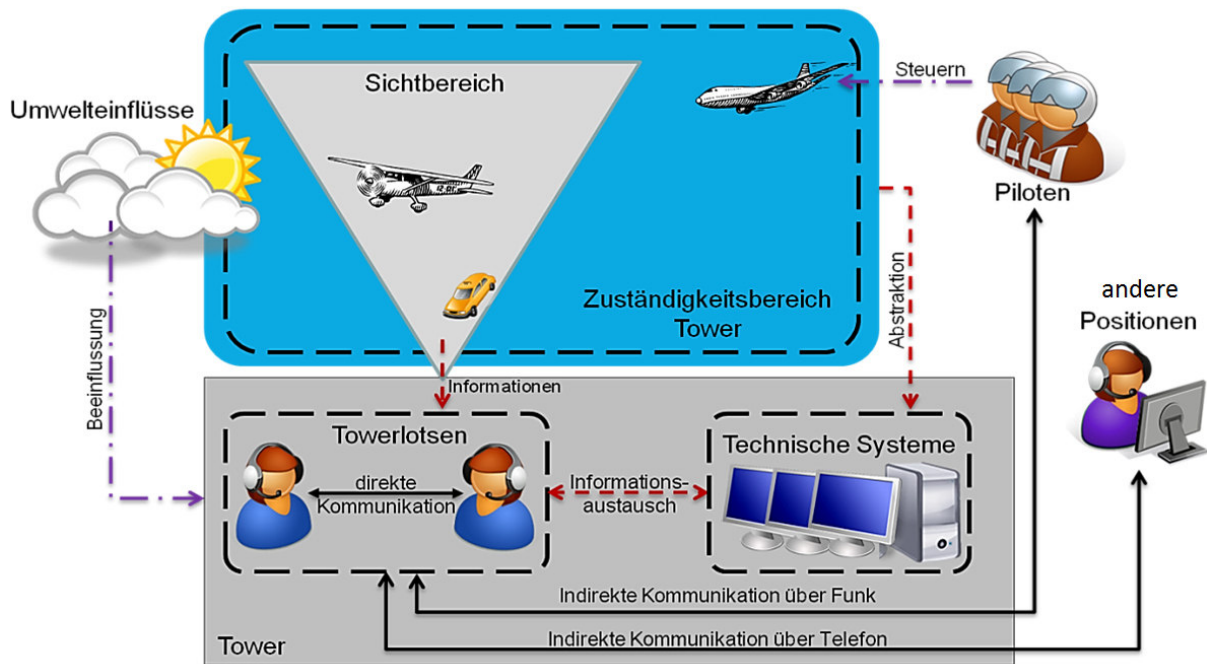 Sichtbereich
Steuern
Umwelteinflüsse
Piloten
Zuständigkeitsbereich
Tower
Abstraktion
andere
Positionen
Beeinflussung
Informationen
Towerlotsen
Technische Systeme
direkte
Kommunikation
Informations-
austausch
Indirekte Kommunikation über Funk
Indirekte Kommunikation über Telefon
Tower